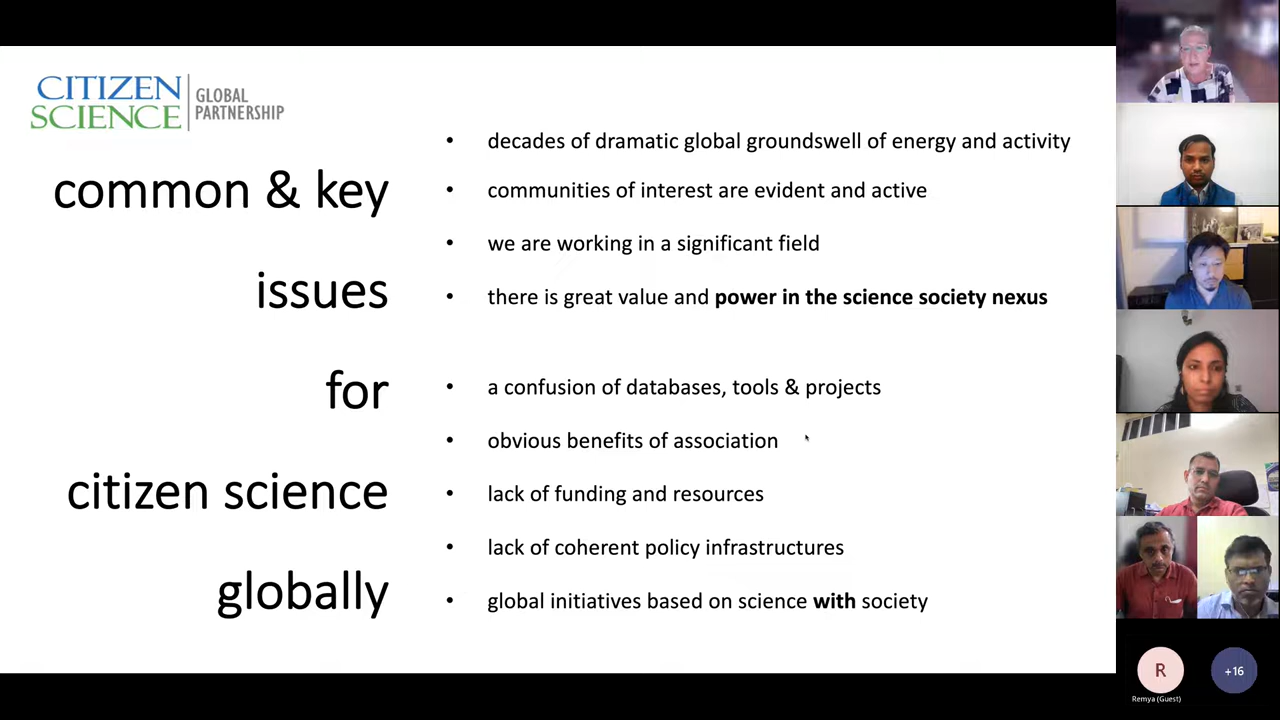 CITIZEN
SCIENCE
GLOBAL
PARTNERSHIP
common & key
issues
for
citizen science
globally
• decades of dramatic global groundswell of energy and activity
• communities of interest are evident and active
• we are working in a significant field
• there is great value and power in the science society nexus
• a confusion of databases, tools & projects
• obvious benefits of association
• lack of funding and resources
• lack of coherent policy infrastructures
• global initiatives based on science with society
R
Remya (Guest)
+16